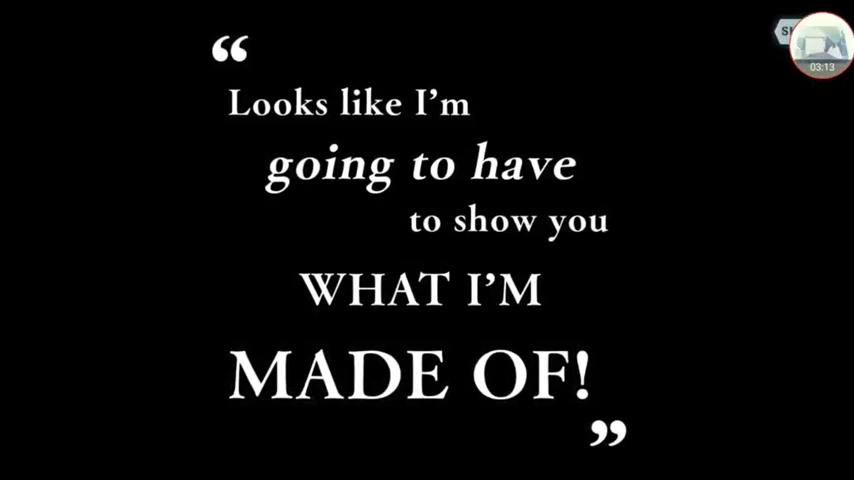 “
Looks like I’m
going to have
to show you
WHAT I’M
MADE OF!
”
03:13